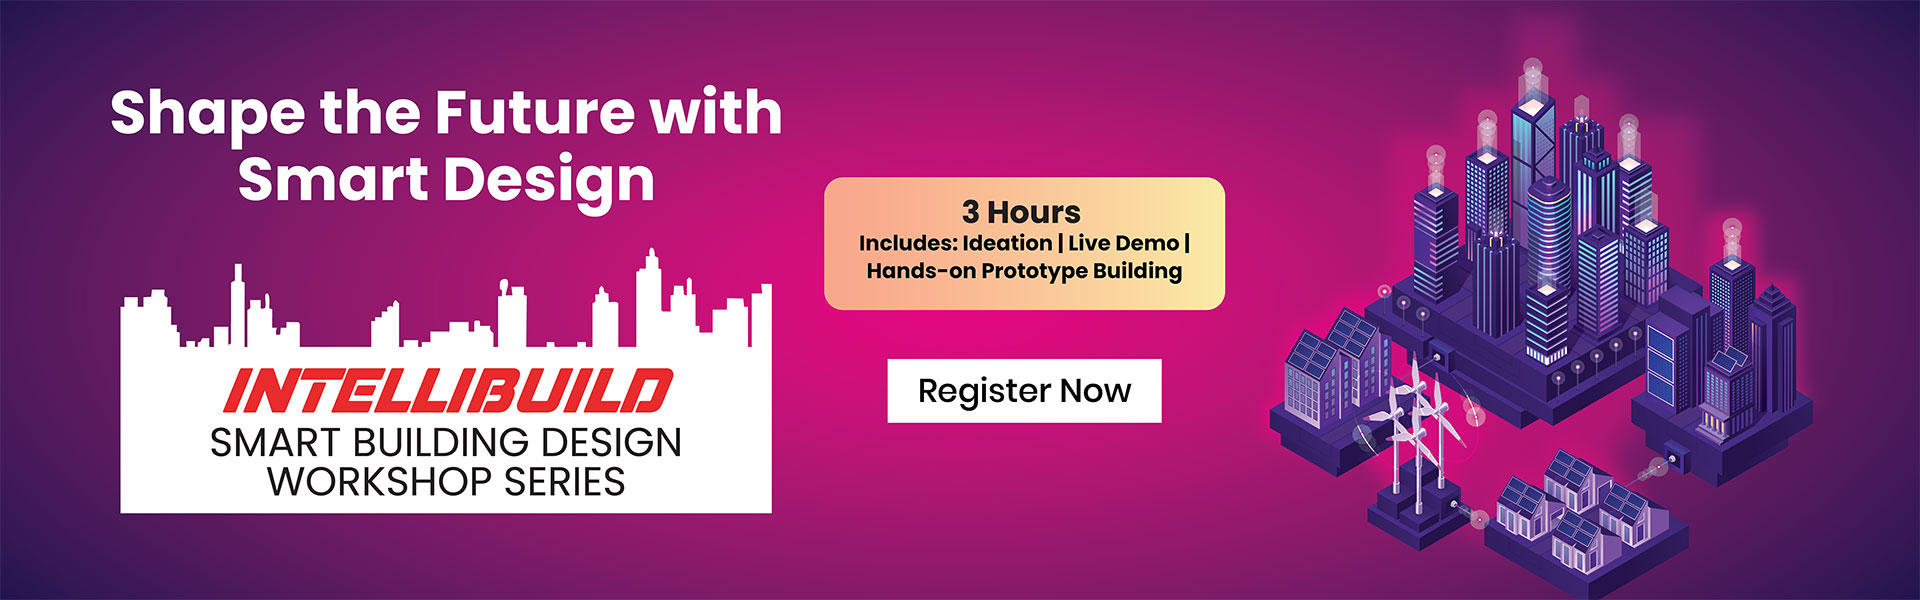 Shape the Future with
Smart Design
INTELLIBUILD
SMART BUILDING DESIGN
WORKSHOP SERIES
3 Hours
Includes: Ideation | Live Demo |
Hands-on Prototype Building
Register Now